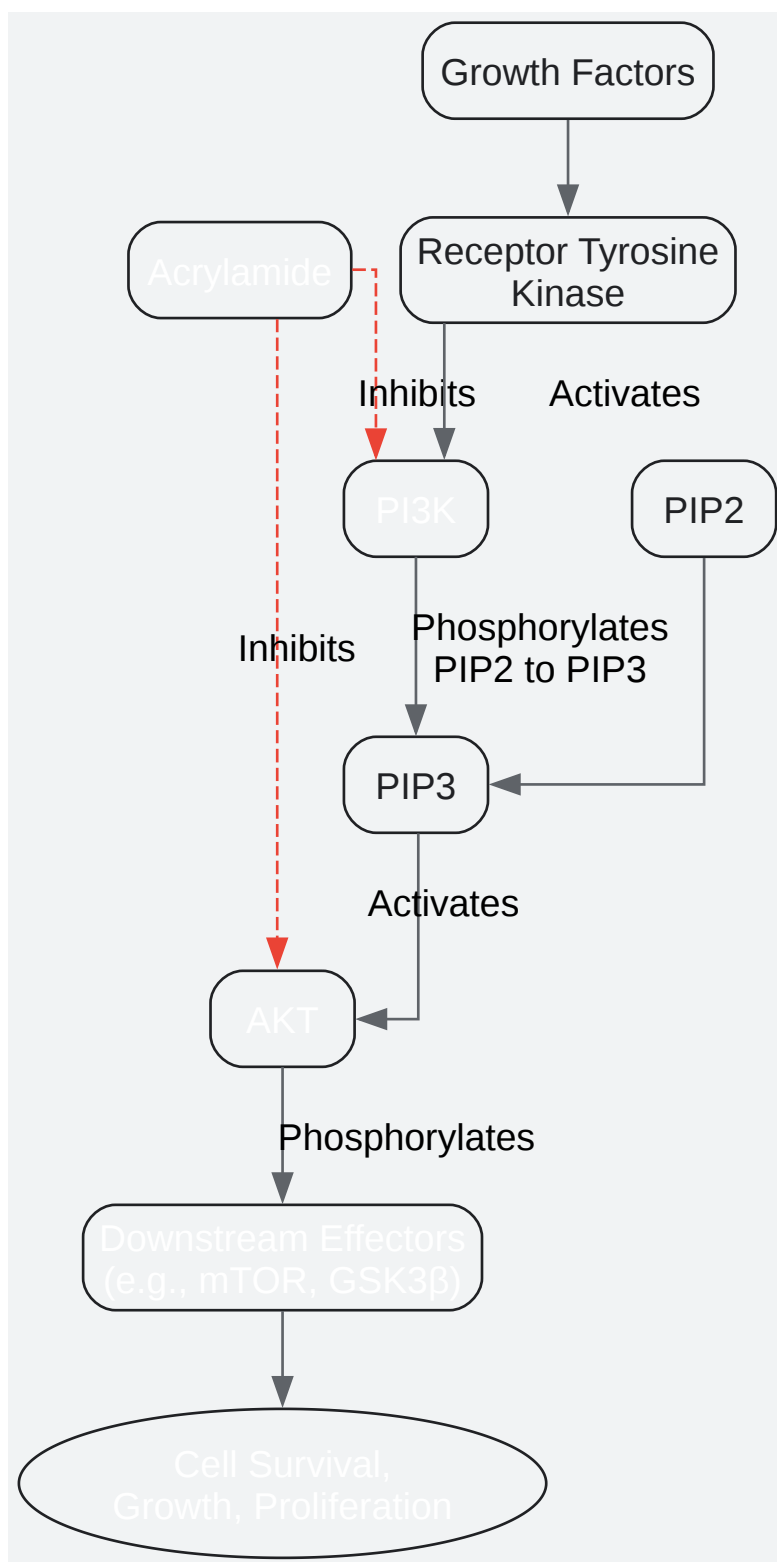 Growth Factors
Acrylamide
Receptor Tyrosine
Kinase
Inhibits
Activates
PI3K
PIP2
Inhibits
Phosphorylates
PIP2 to PIP3
PIP3
Activates
AKT
Phosphorylates
Downstream Effectors
(e.g., mTOR, GSK3β)
Cell Survival,
Growth, Proliferation